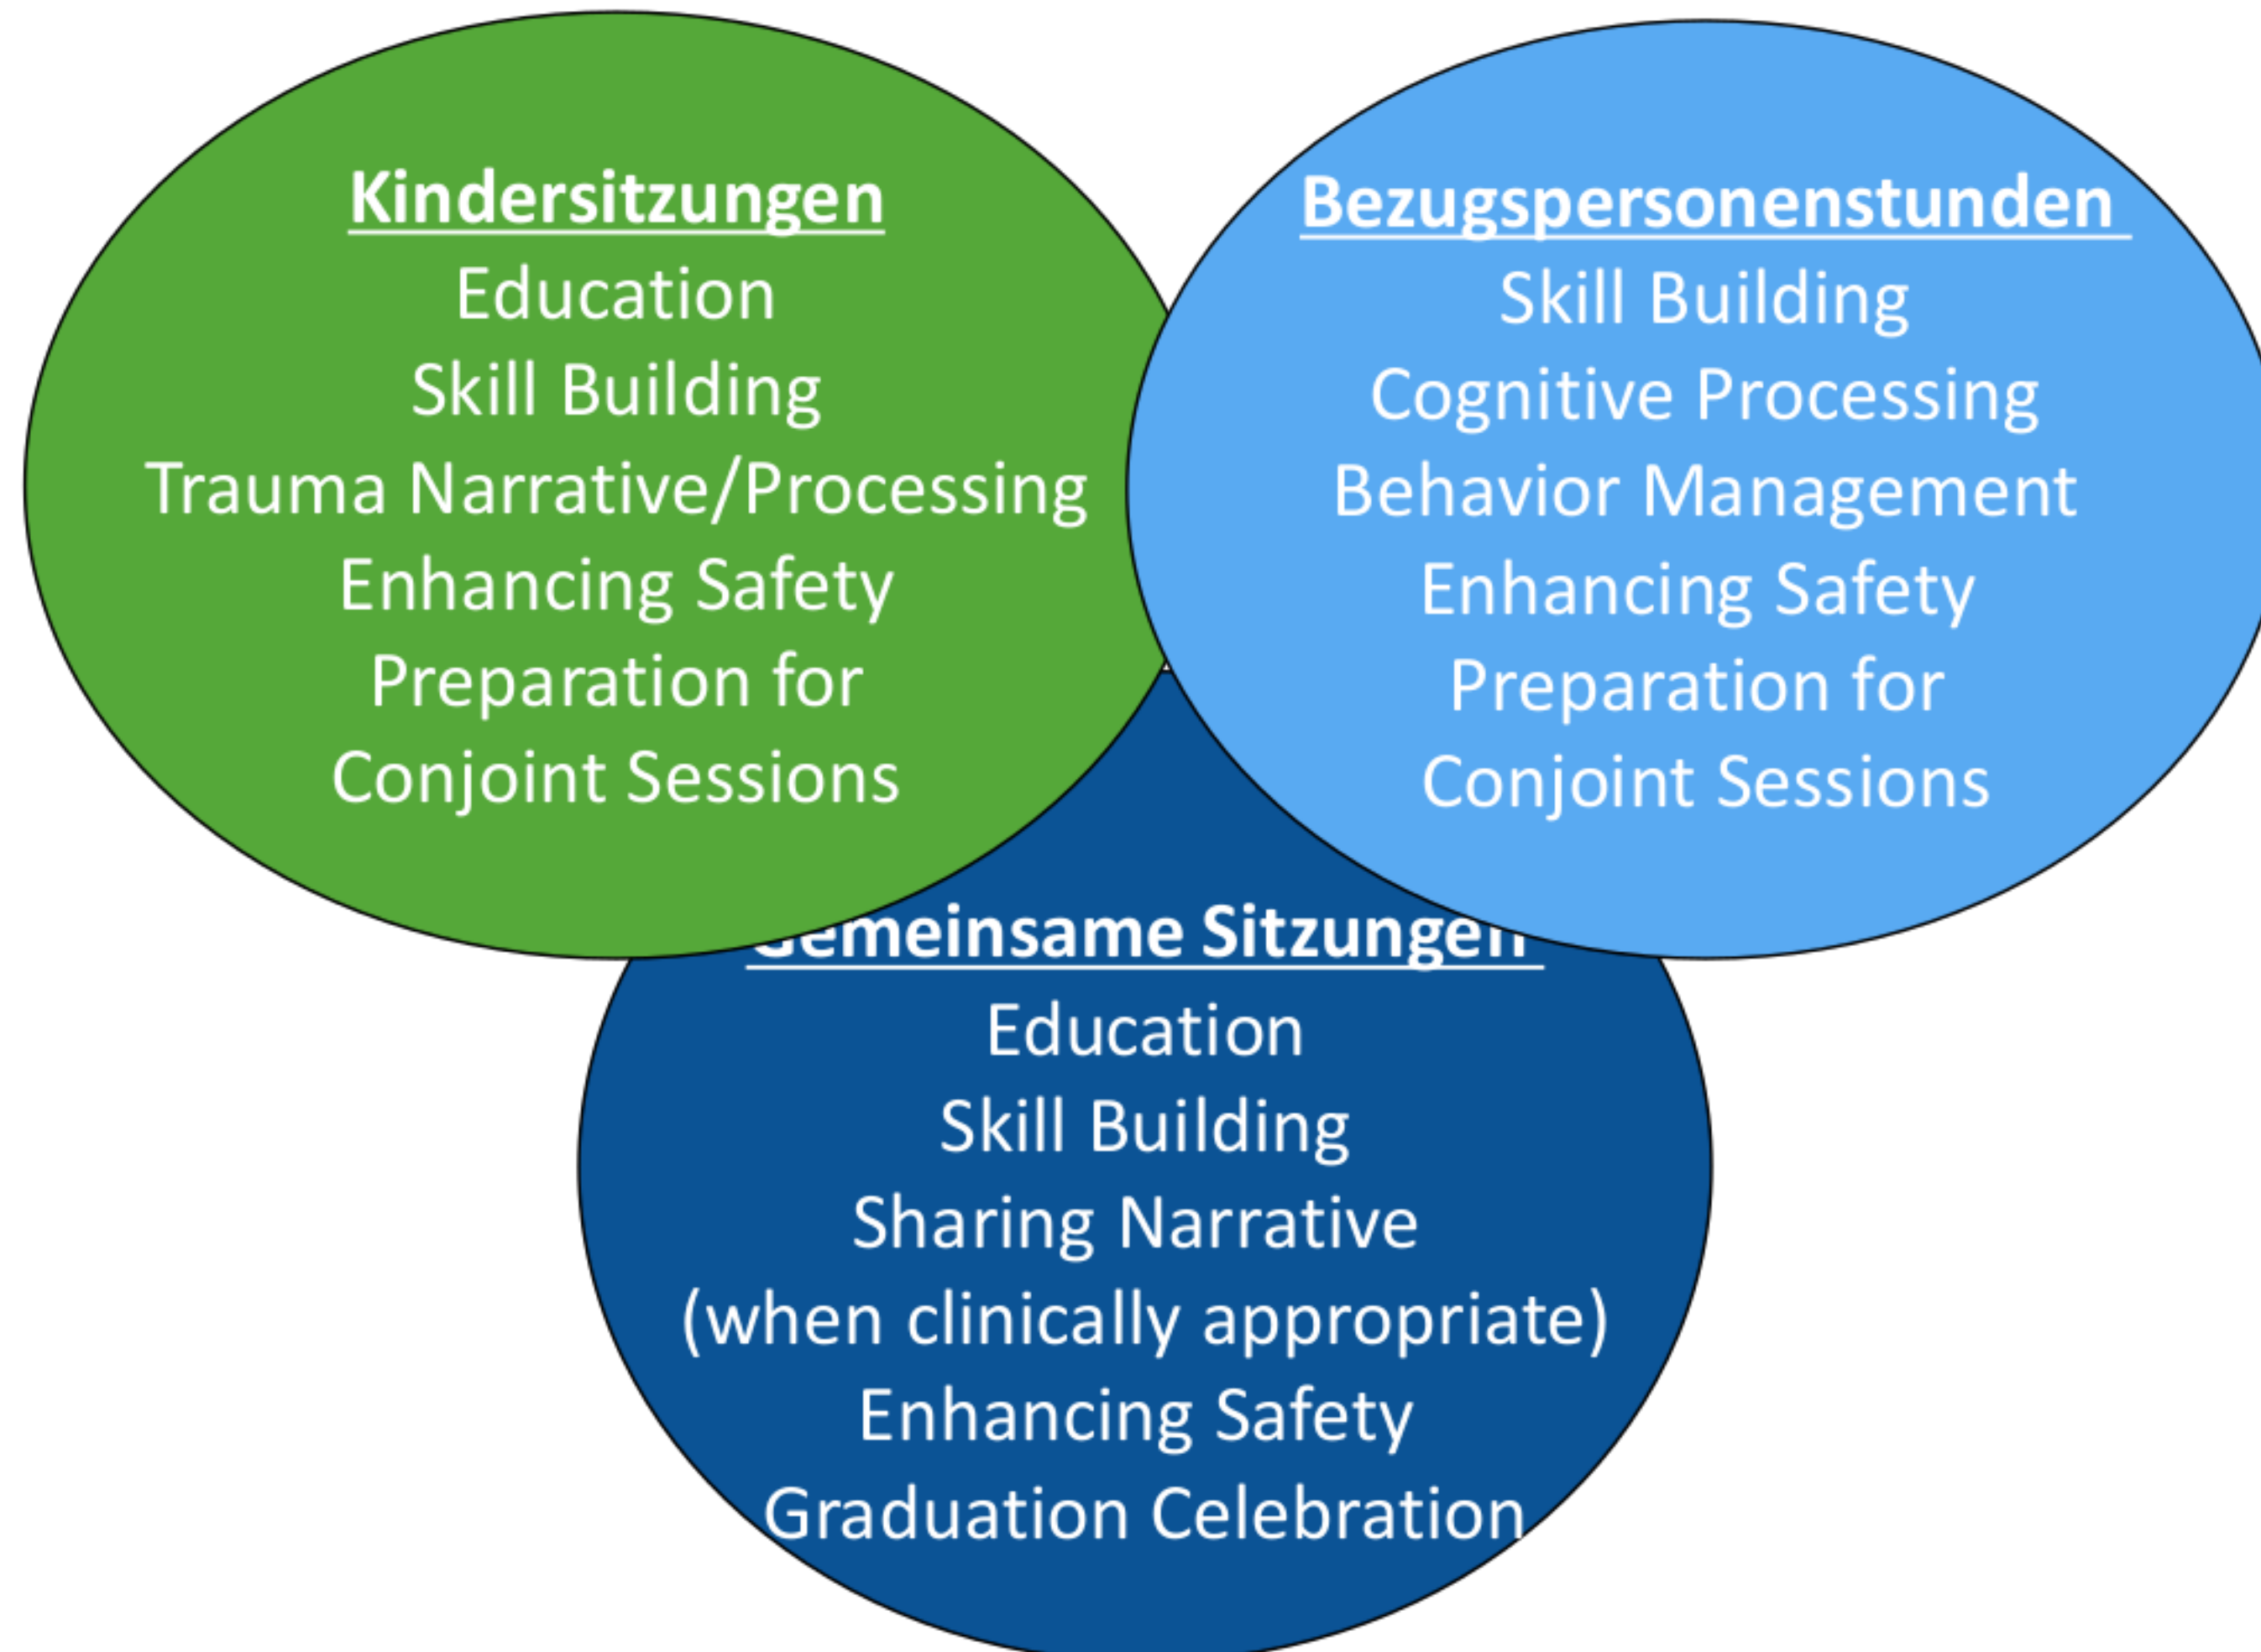 Kindersitzungen
Education
Skill Building
Trauma Narrative/Processing
Enhancing Safety
Preparation for
Conjoint Sessions
Bezugspersonenstunden
Skill Building
Cognitive Processing
Behavior Management
Enhancing Safety
Preparation for
Conjoint Sessions
Gemeinsame Sitzungen
Education
Skill Building
Sharing Narrative
(when clinically appropriate)
Enhancing Safety
Graduation Celebration